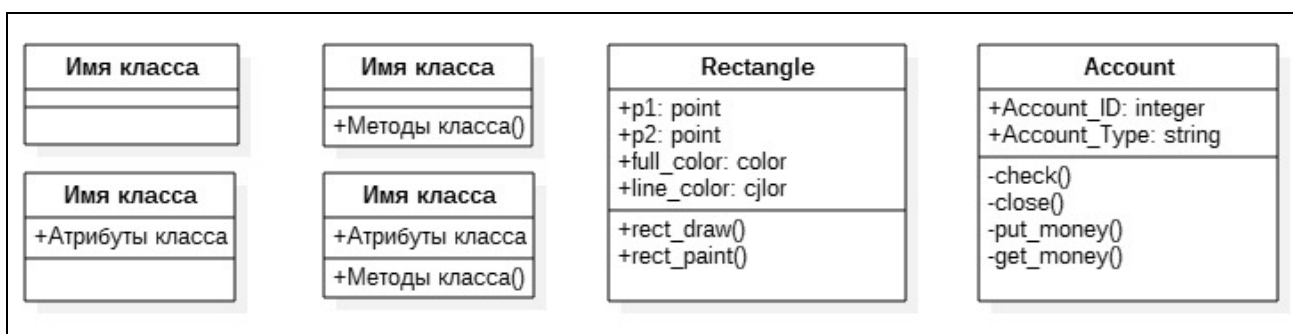 Имя класса
Имя класса
+Методы класса()
Имя класса
+Атрибуты класса
Имя класса
+Атрибуты класса
+Методы класса()
Rectangle
+p1: point
+p2: point
+full_color: color
+line_color: cjlor
+rect_draw()
+rect_paint()
Account
+Account_ID: integer
+Account_Type: string
-check()
-close()
-put_money()
-get_money()